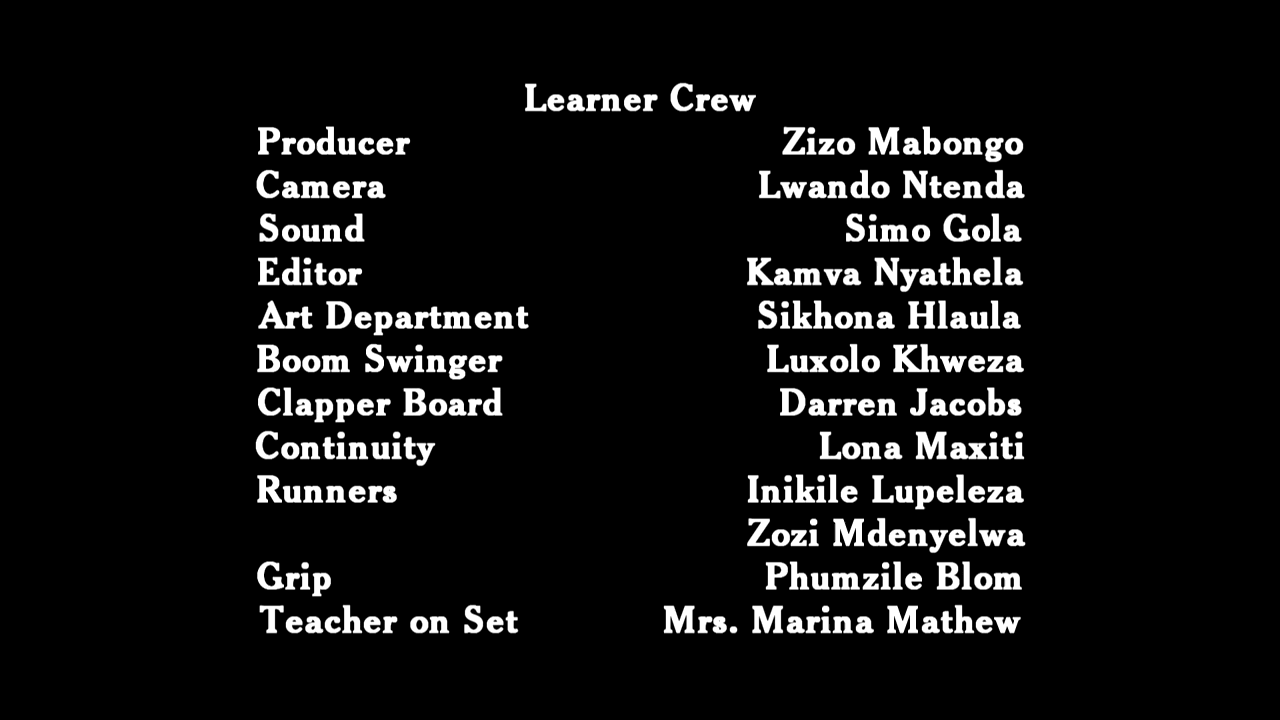 Learner Crew
Producer Zizo Mabongo
Camera Lwando Ntenda
Sound Simo Gola
Editor Kamva Nyathela
Art Department Sikhona Hlaula
Boom Swinger Luxolo Khweza
Clapper Board Darren Jacobs
Continuity Lona Maxiti
Runners Inikile Lupeleza
Zozi Mdenyelwa
Grip Phumzile Blom
Teacher on Set Mrs. Marina Mathew